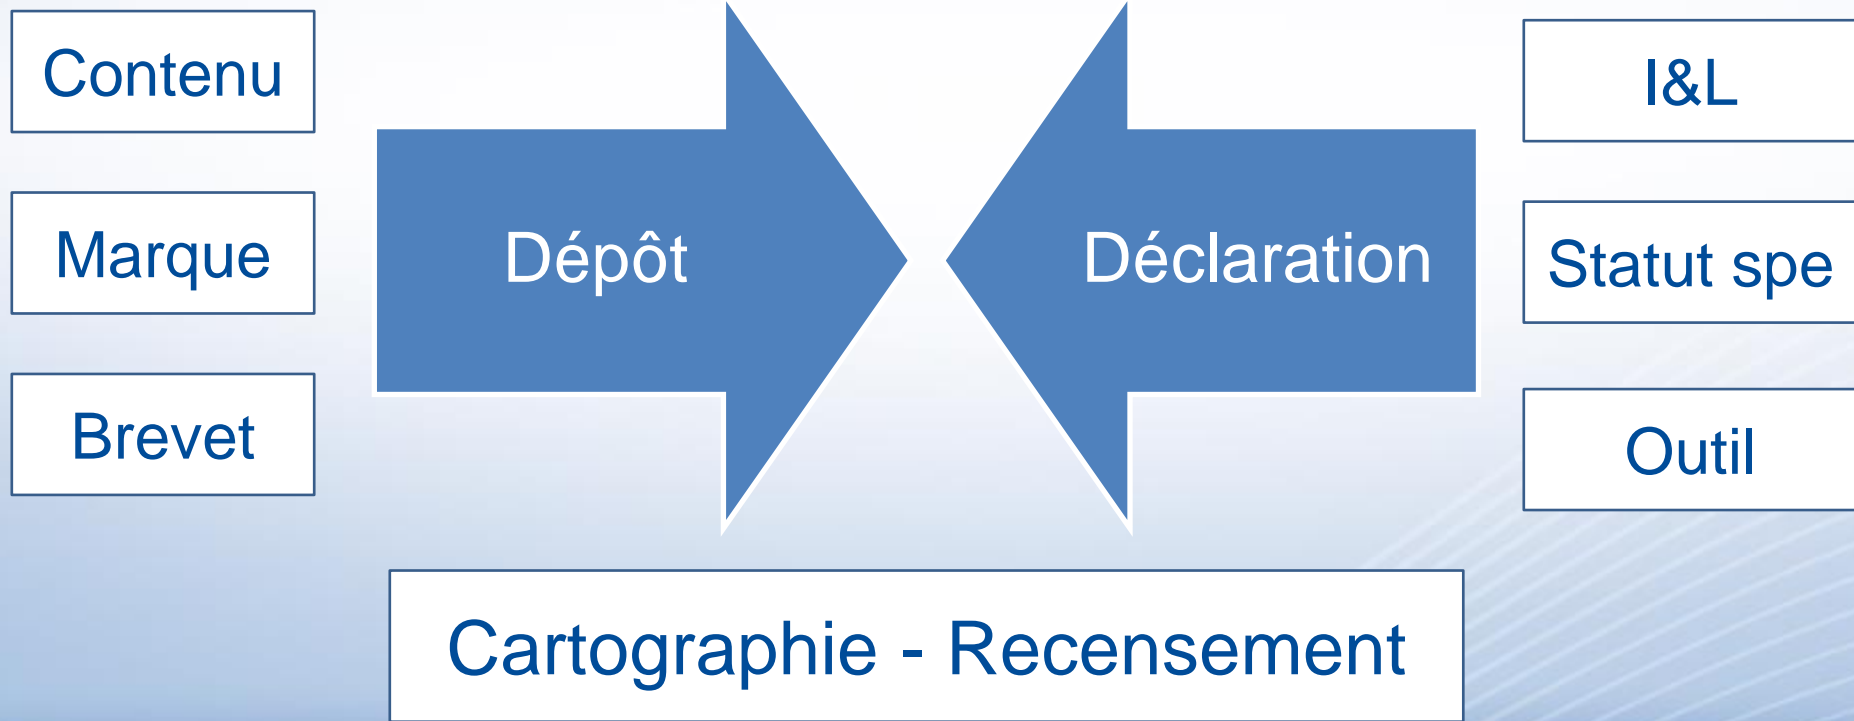 Contenu
Marque
Brevet
Dépôt
Déclaration
I&L
Statut spe
Outil
Cartographie - Recensement